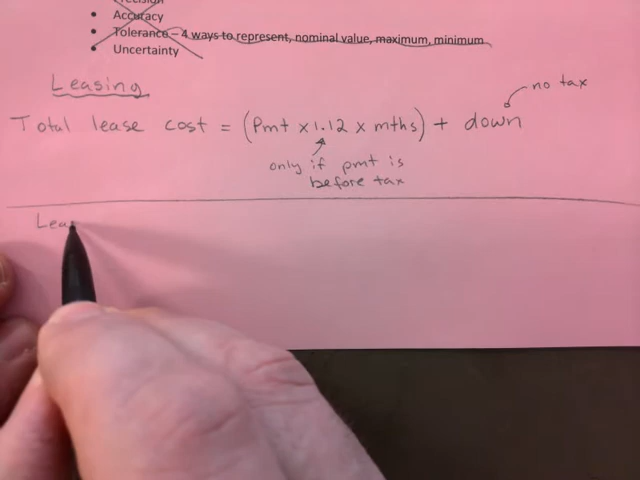 Precision
• Accuracy
• Tolerance – 4 ways to represent, nominal value, maximum, minimum
• Uncertainty
Leasing
no tax
Total lease cost = (Pmt x 1.12 x mths) + down
only if pmt is
before tax
Lea